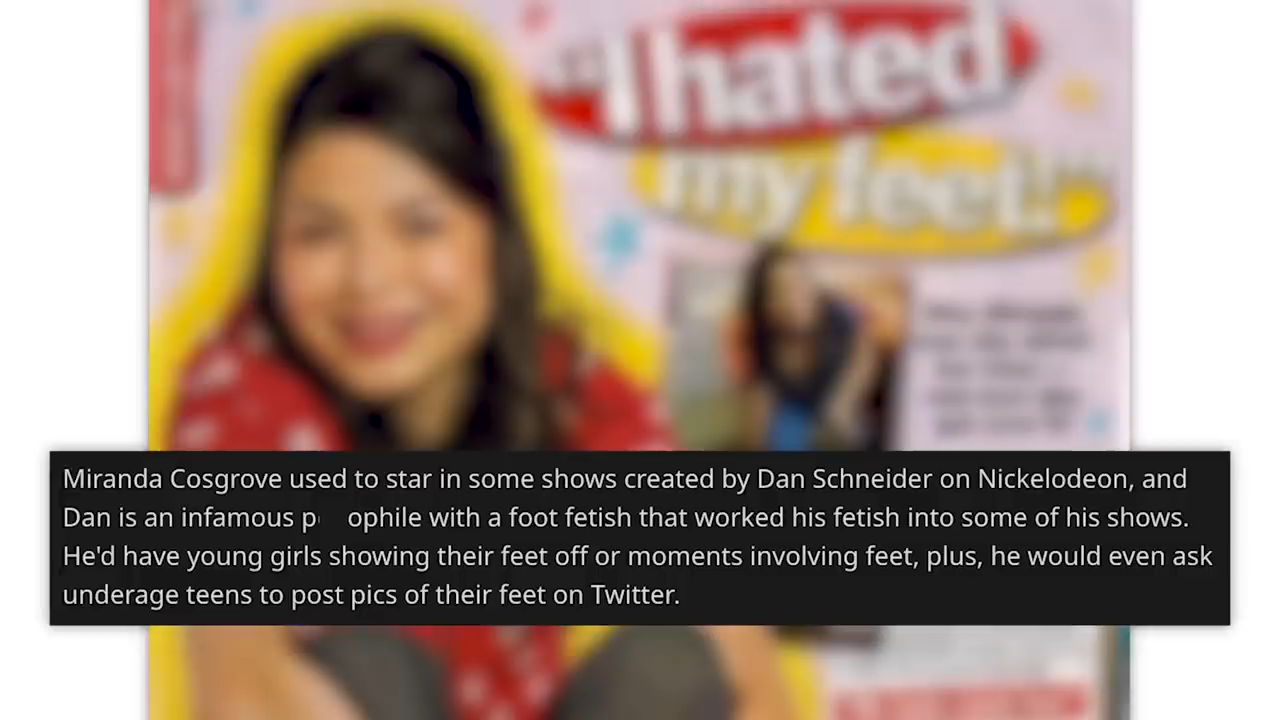 "I hated
my feet!"
Miranda Cosgrove used to star in some shows created by Dan Schneider on Nickelodeon, and
Dan is an infamous p ophile with a foot fetish that worked his fetish into some of his shows.
He'd have young girls showing their feet off or moments involving feet, plus, he would even ask
underage teens to post pics of their feet on Twitter.